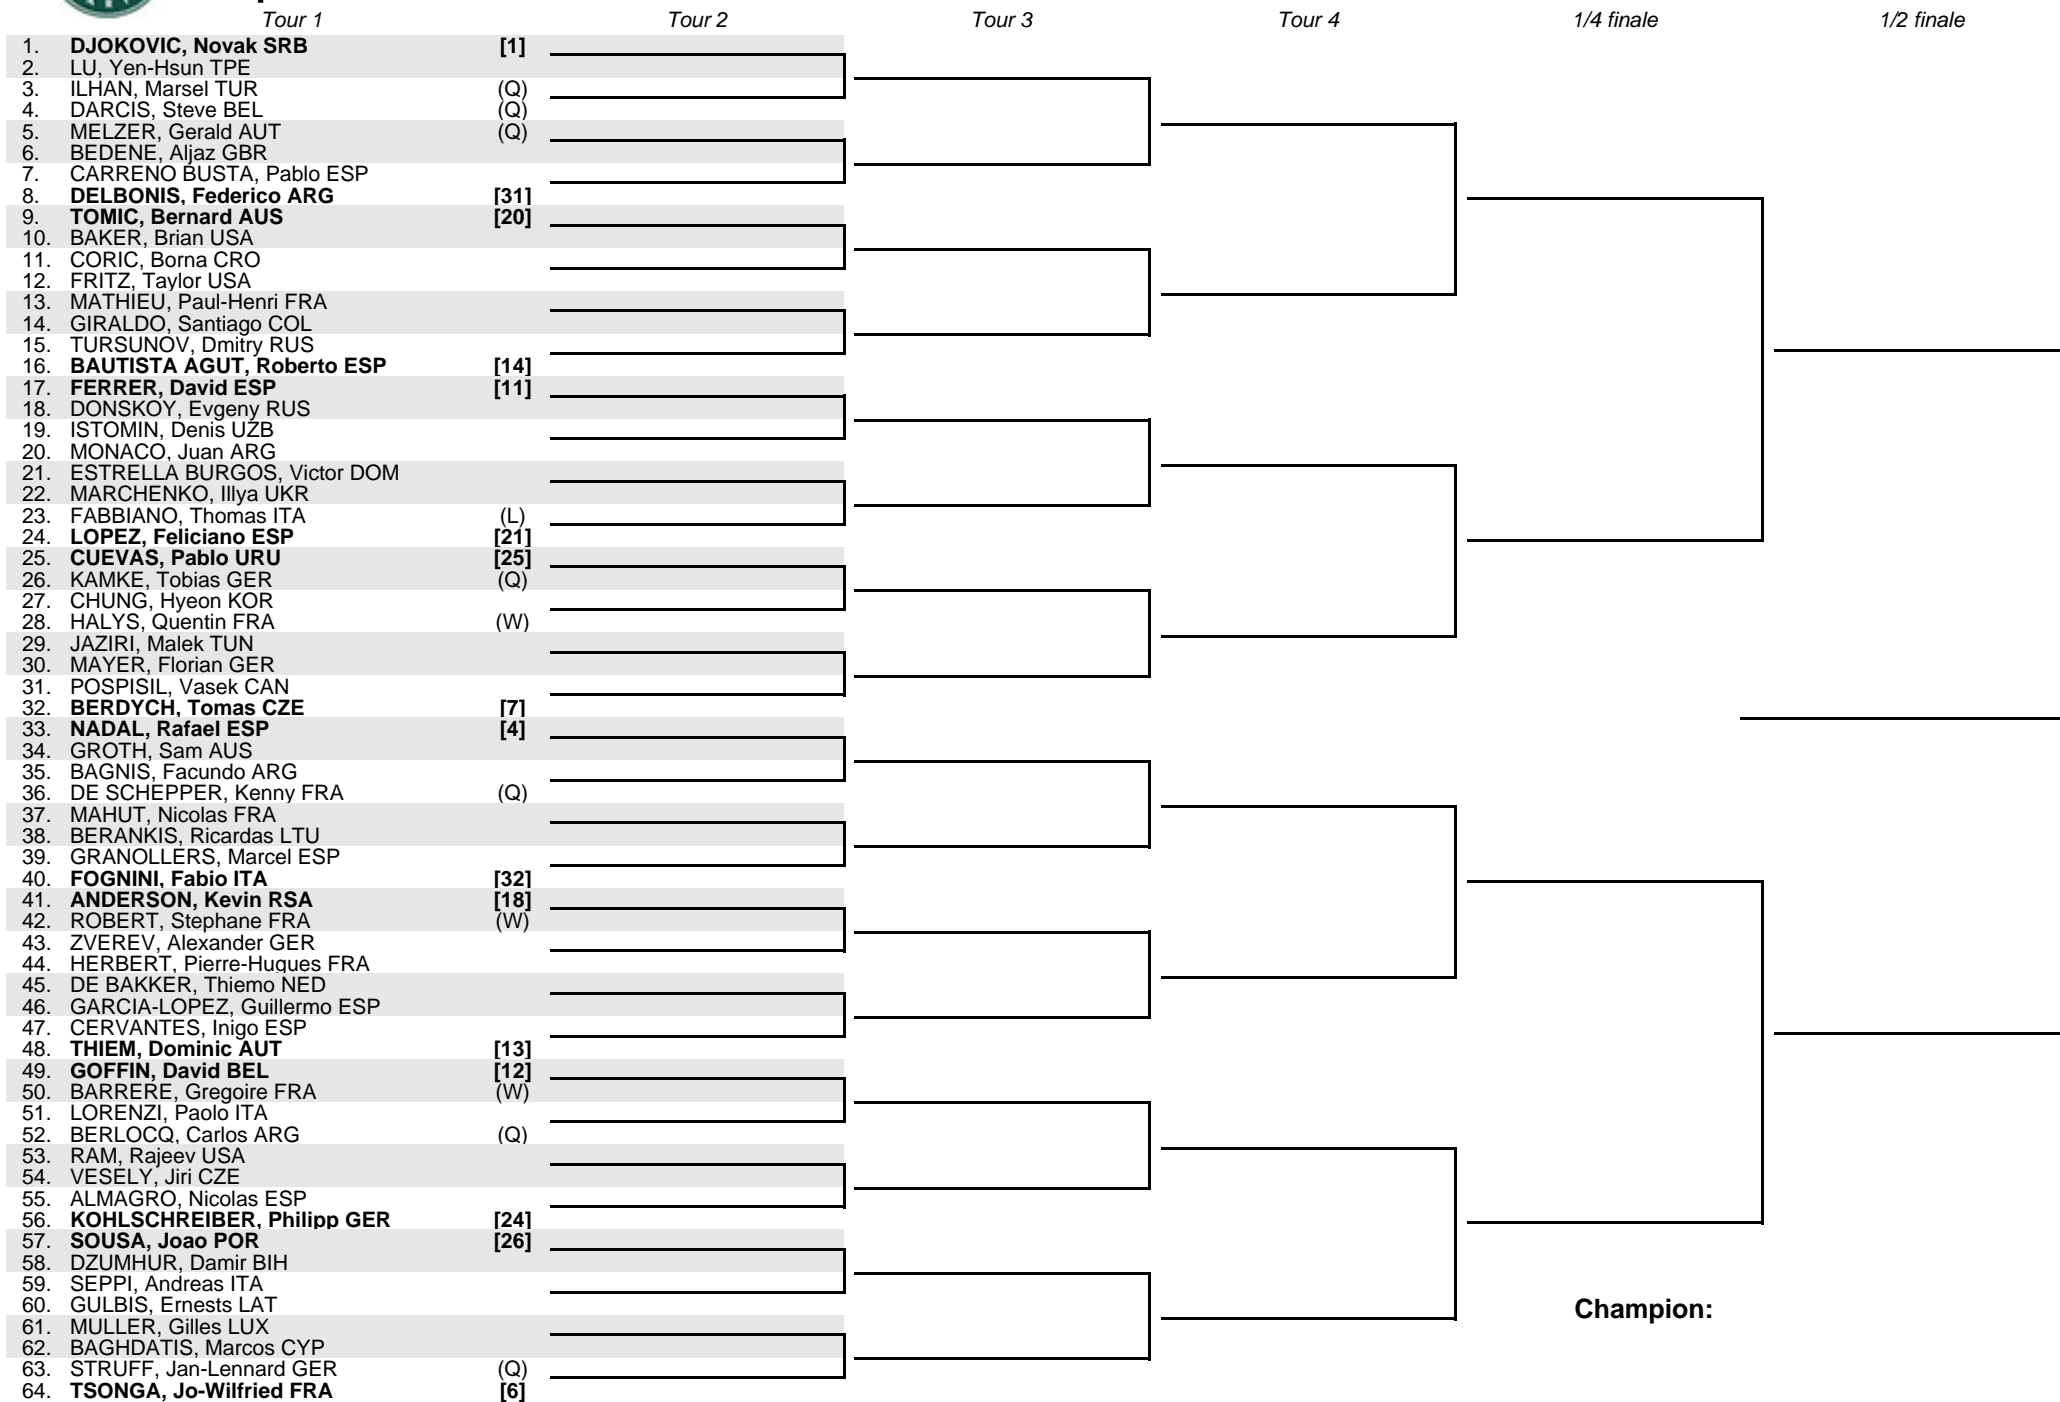 Tour 1 Tour 2 Tour 3 Tour 4 1/4 finale 1/2 finale
1. DJOKOVIC, Novak SRB [1]
2. LU, Yen-Hsun TPE
3. ILHAN, Marsel TUR (Q)
4. DARCIS, Steve BEL (Q)
5. MELZER, Gerald AUT (Q)
6. BEDENE, Aljaz GBR
7. CARRENO BUSTA, Pablo ESP
8. DELBONIS, Federico ARG [31]
9. TOMIC, Bernard AUS [20]
10. BAKER, Brian USA
11. CORIC, Borna CRO
12. FRITZ, Taylor USA
13. MATHIEU, Paul-Henri FRA
14. GIRALDO, Santiago COL
15. TURSUNOV, Dmitry RUS
16. BAUTISTA AGUT, Roberto ESP [14]
17. FERRER, David ESP [11]
18. DONSKOY, Evgeny RUS
19. ISTOMIN, Denis UZB
20. MONACO, Juan ARG
21. ESTRELLA BURGOS, Victor DOM
22. MARCHENKO, Illya UKR
23. FABBIANO, Thomas ITA (L)
24. LOPEZ, Feliciano ESP [21]
25. CUEVAS, Pablo URU [25]
26. KAMKE, Tobias GER (Q)
27. CHUNG, Hyeon KOR
28. HALYS, Quentin FRA (W)
29. JAZIRI, Malek TUN
30. MAYER, Florian GER
31. POSPISIL, Vasek CAN
32. BERDYCH, Tomas CZE [7]
33. NADAL, Rafael ESP [4]
34. GROTH, Sam AUS
35. BAGNIS, Facundo ARG
36. DE SCHEPPER, Kenny FRA (Q)
37. MAHUT, Nicolas FRA
38. BERANKIS, Ricardas LTU
39. GRANOLLERS, Marcel ESP
40. FOGNINI, Fabio ITA [32]
41. ANDERSON, Kevin RSA [18]
42. ROBERT, Stephane FRA (W)
43. ZVEREV, Alexander GER
44. HERBERT, Pierre-Hugues FRA
45. DE BAKKER, Thiemo NED
46. GARCIA-LOPEZ, Guillermo ESP
47. CERVANTES, Inigo ESP
48. THIEM, Dominic AUT [13]
49. GOFFIN, David BEL [12]
50. BARRERE, Gregoire FRA (W)
51. LORENZI, Paolo ITA
52. BERLOCQ, Carlos ARG (Q)
53. RAM, Rajeev USA
54. VESELY, Jiri CZE
55. ALMAGRO, Nicolas ESP
56. KOHLSCHREIBER, Philipp GER [24]
57. SOUSA, Joao POR [26]
58. DZUMHUR, Damir BIH
59. SEPPI, Andreas ITA
60. GULBIS, Ernests LAT
Champion:
61. MULLER, Gilles LUX
62. BAGHDATIS, Marcos CYP
63. STRUFF, Jan-Lennard GER (Q)
64. TSONGA, Jo-Wilfried FRA [6]